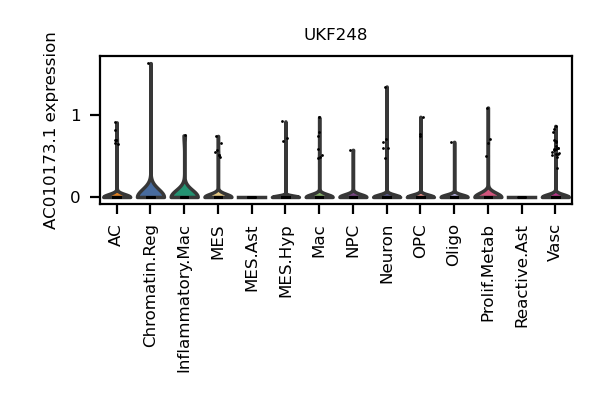 UKF248
AC010173.1 expression
1
0
AC
Chromatin.Reg
Inflammatory.Mac
MES
MES.Ast
MES.Hyp
Mac
NPC
Neuron
OPC
Oligo
Prolif.Metab
Reactive.Ast
Vasc